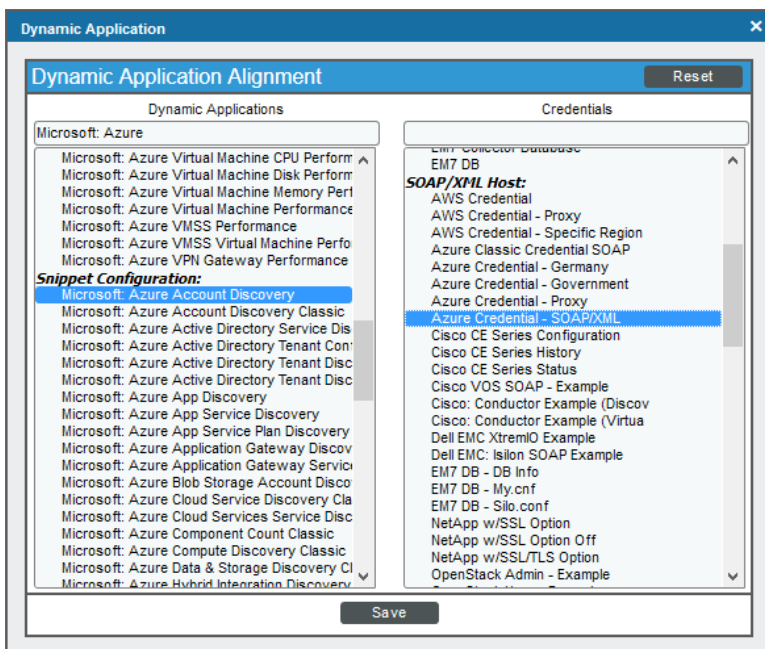 Dynamic Application
Dynamic Application Alignment
Reset
Dynamic Applications
Microsoft: Azure
Microsoft: Azure Virtual Machine CPU Perform
Microsoft: Azure Virtual Machine Disk Perform
Microsoft: Azure Virtual Machine Memory Perf
Microsoft: Azure Virtual Machine Performance
Microsoft: Azure VMSS Performance
Microsoft: Azure VMSS Virtual Machine Perfo
Microsoft: Azure VPN Gateway Performance
Snippet Configuration:
Microsoft: Azure Account Discovery
Microsoft: Azure Account Discovery Classic
Microsoft: Azure Active Directory Service Dis
Microsoft: Azure Active Directory Tenant Con
Microsoft: Azure Active Directory Tenant Disc
Microsoft: Azure Active Directory Tenant Disc
Microsoft: Azure App Discovery
Microsoft: Azure App Service Discovery
Microsoft: Azure App Service Plan Discovery
Microsoft: Azure Application Gateway Discov
Microsoft: Azure Application Gateway Service
Microsoft: Azure Blob Storage Account Disco
Microsoft: Azure Cloud Service Discovery Cla
Microsoft: Azure Cloud Services Service Disc
Microsoft: Azure Component Count Classic
Microsoft: Azure Compute Discovery Classic
Microsoft: Azure Data & Storage Discovery Cl
Microsoft: Azure Hybrid Integration Discovery
Credentials
EM7 Collector Database
EM7 DB
SOAP/XML Host:
AWS Credential
AWS Credential - Proxy
AWS Credential - Specific Region
Azure Classic Credential SOAP
Azure Credential - Germany
Azure Credential - Government
Azure Credential - Proxy
Azure Credential - SOAP/XML
Cisco CE Series Configuration
Cisco CE Series History
Cisco CE Series Status
Cisco VOS SOAP - Example
Cisco: Conductor Example (Discov
Cisco: Conductor Example (Virtua
Dell EMC XtremIO Example
Dell EMC: Isilon SOAP Example
EM7 DB - DB Info
EM7 DB - My.cnf
EM7 DB - Silo.conf
NetApp w/SSL Option
NetApp w/SSL Option Off
NetApp w/SSL/TLS Option
OpenStack Admin - Example
Save